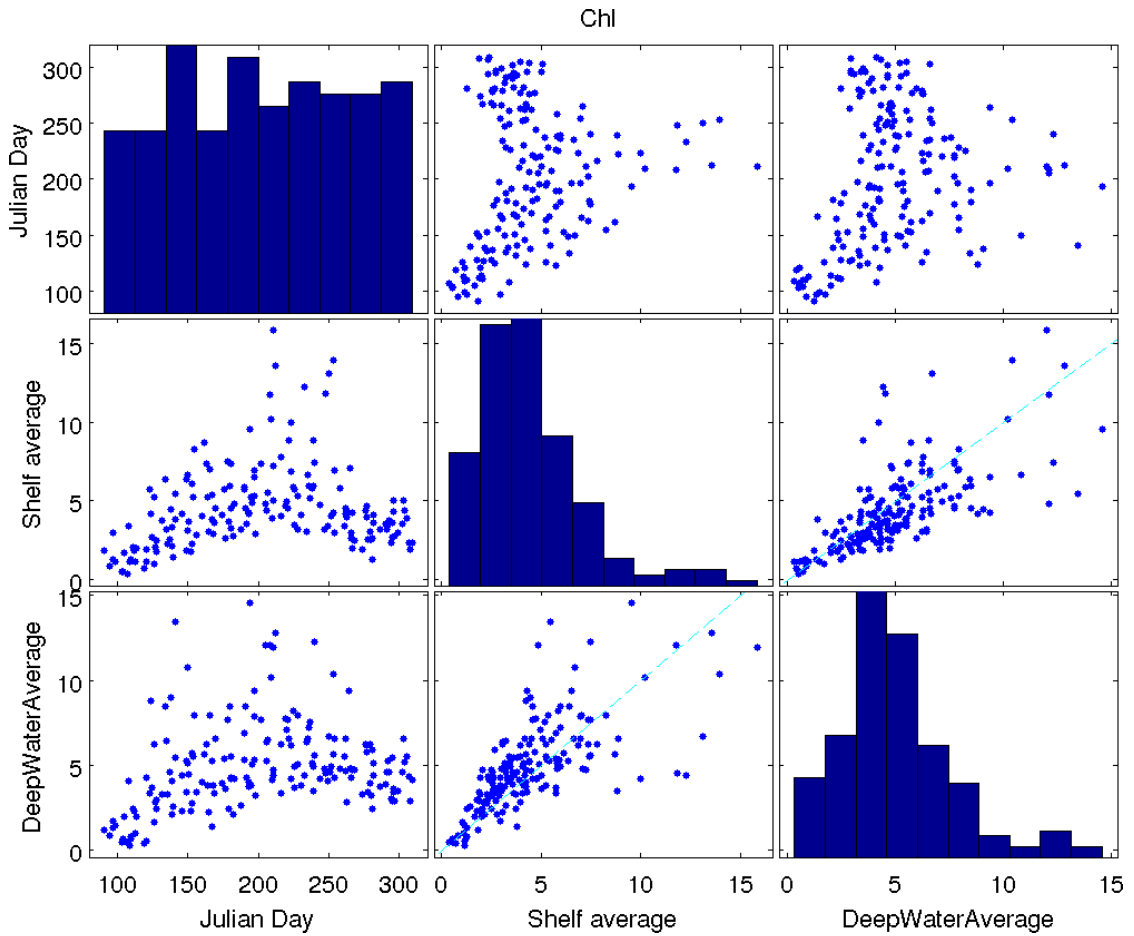 Chl
Julian Day
300
250
200
150
100
Shelf average
15
10
5
0
DeepWaterAverage
15
10
5
0
100 150 200 250 300
0 5 10 15
0 5 10 15
Julian Day
Shelf average
DeepWaterAverage